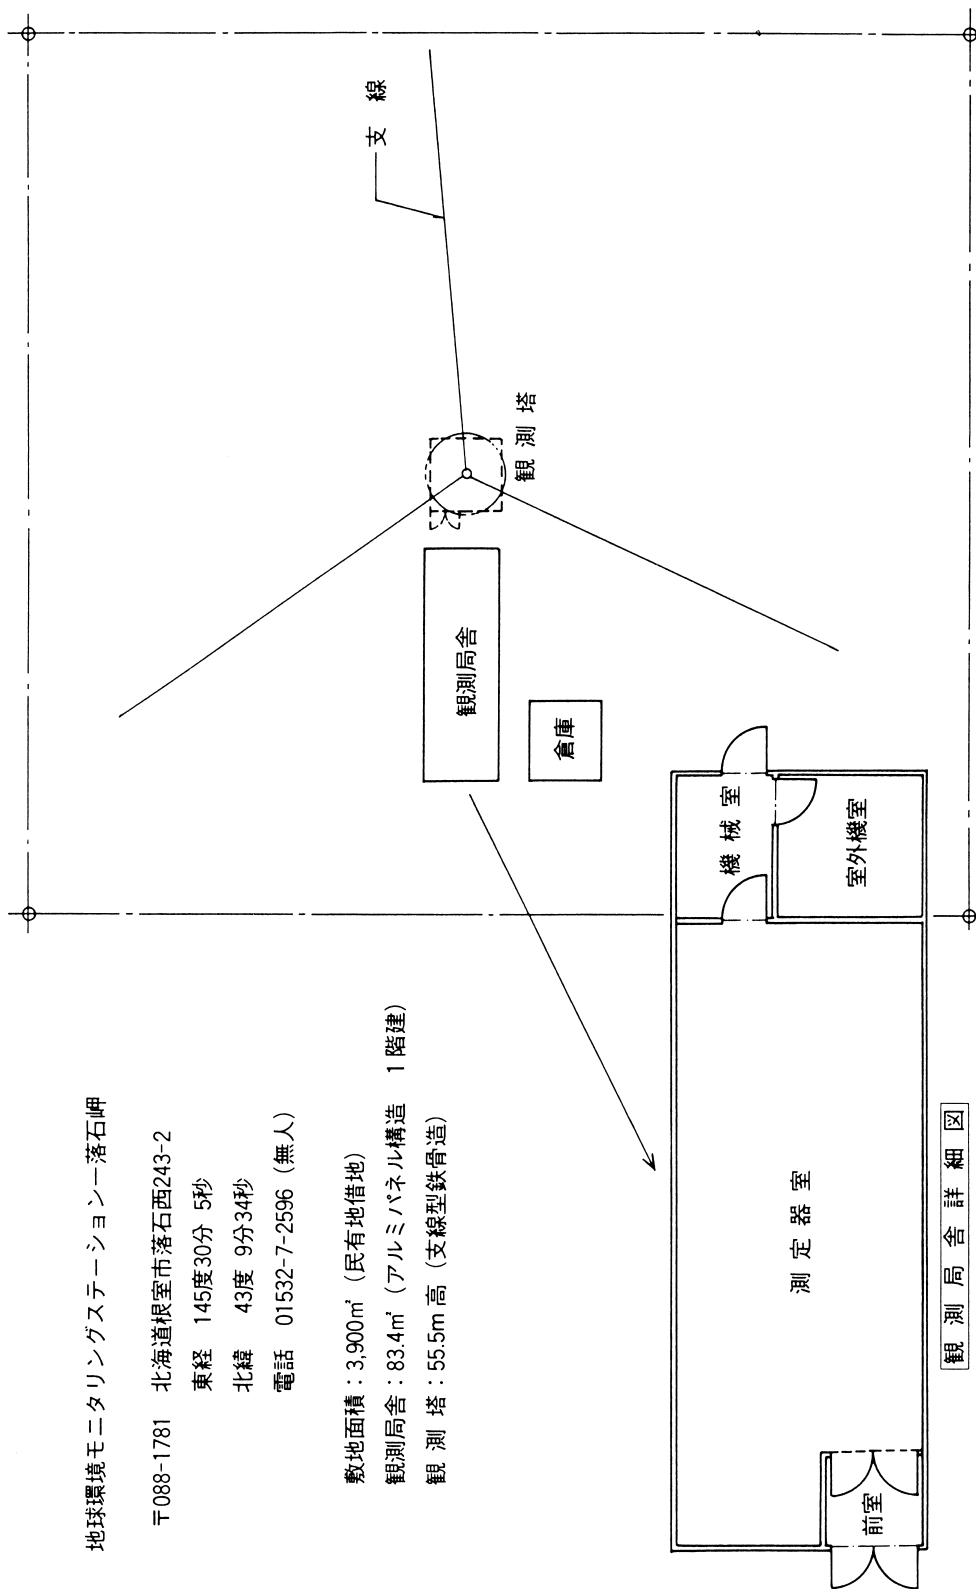 地球環境モニタリングステーション―落石岬
〒088-1781 北海道根室市落石西243-2
東経 145度30分 5秒
北緯 43度 9分34秒
電話 01532-7-2596 (無人)
敷地面積:3,900㎡ (民有地借地)
観測局舎:83.4㎡ (アルミパネル構造 1階建)
観 測 塔:55.5m高 (支線型鉄骨造)
支 線
観 測 塔
観測局舎
倉庫
機 械 室
室外機室
測 定 器 室
前室
観 測 局 舎 詳 細 図